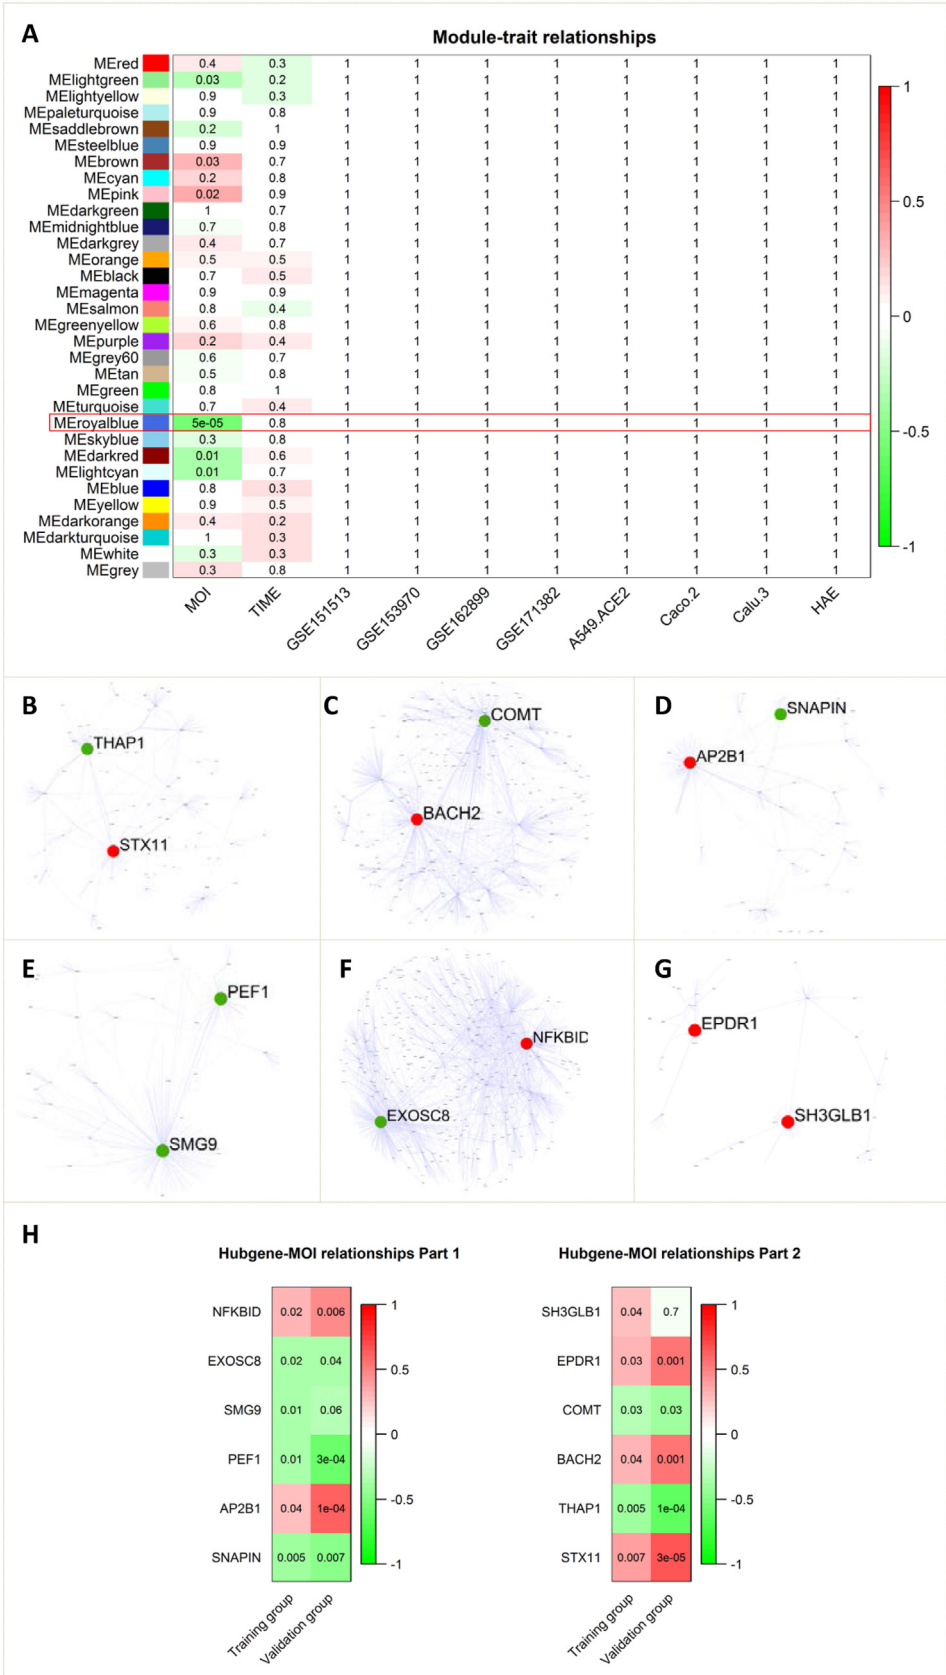 A
Module-trait relationships
MEred 0.4 0.3 1 1 1 1 1 1 1 1
MElightgreen 0.03 0.2 1 1 1 1 1 1 1 1
MElightyellow 0.9 0.3 1 1 1 1 1 1 1 1
MEpaleturquoise 0.9 0.8 1 1 1 1 1 1 1 1
MEsaddlebrown 0.2 1 1 1 1 1 1 1 1 1
MEsteelblue 0.9 0.9 1 1 1 1 1 1 1 1
MEbrown 0.03 0.7 1 1 1 1 1 1 1 1
MEcyan 0.2 0.8 1 1 1 1 1 1 1 1
MEpink 0.02 0.9 1 1 1 1 1 1 1 1
MEdarkgreen 1 0.7 1 1 1 1 1 1 1 1
MEmidnightblue 0.7 0.8 1 1 1 1 1 1 1 1
MEdarkgrey 0.4 0.7 1 1 1 1 1 1 1 1
MEorange 0.5 0.5 1 1 1 1 1 1 1 1
MEblack 0.7 0.5 1 1 1 1 1 1 1 1
MEmagenta 0.9 0.9 1 1 1 1 1 1 1 1
MEsalmon 0.8 0.4 1 1 1 1 1 1 1 1
MEgreenyellow 0.6 0.8 1 1 1 1 1 1 1 1
MEpurple 0.2 0.4 1 1 1 1 1 1 1 1
MEgrey60 0.6 0.7 1 1 1 1 1 1 1 1
MEtan 0.5 0.8 1 1 1 1 1 1 1 1
MEgreen 0.8 1 1 1 1 1 1 1 1 1
MEturquoise 0.7 0.4 1 1 1 1 1 1 1 1
MEroyalblue 5e-05 0.8 1 1 1 1 1 1 1 1
MEskyblue 0.3 0.8 1 1 1 1 1 1 1 1
MEdarkred 0.01 0.6 1 1 1 1 1 1 1 1
MElightcyan 0.01 0.7 1 1 1 1 1 1 1 1
MEblue 0.8 0.3 1 1 1 1 1 1 1 1
MEyellow 0.9 0.5 1 1 1 1 1 1 1 1
MEdarkorange 0.4 0.2 1 1 1 1 1 1 1 1
MEdarkturquoise 1 0.3 1 1 1 1 1 1 1 1
MEwhite 0.3 0.3 1 1 1 1 1 1 1 1
MEgrey 0.3 0.8 1 1 1 1 1 1 1 1
1
0.5
0
-0.5
-1
MOI TIME GSE151513 GSE153970 GSE162899 GSE171382 A549.ACE2 Caco.2 Calu.3 HAE
B
THAP1
STX11
C
COMT
BACH2
D
SNAPIN
AP2B1
E
PEF1
SMG9
F
NFKBID
EXOSC8
G
EPDR1
SH3GLB1
H
Hubgene-MOI relationships Part 1
NFKBID 0.02 0.006
EXOSC8 0.02 0.04
SMG9 0.01 0.06
PEF1 0.01 3e-04
AP2B1 0.04 1e-04
SNAPIN 0.005 0.007
1
0.5
0
-0.5
-1
Training group
Validation group
Hubgene-MOI relationships Part 2
SH3GLB1 0.04 0.7
EPDR1 0.03 0.001
COMT 0.03 0.03
BACH2 0.04 0.001
THAP1 0.005 1e-04
STX11 0.007 3e-05
1
0.5
0
-0.5
-1
Training group
Validation group